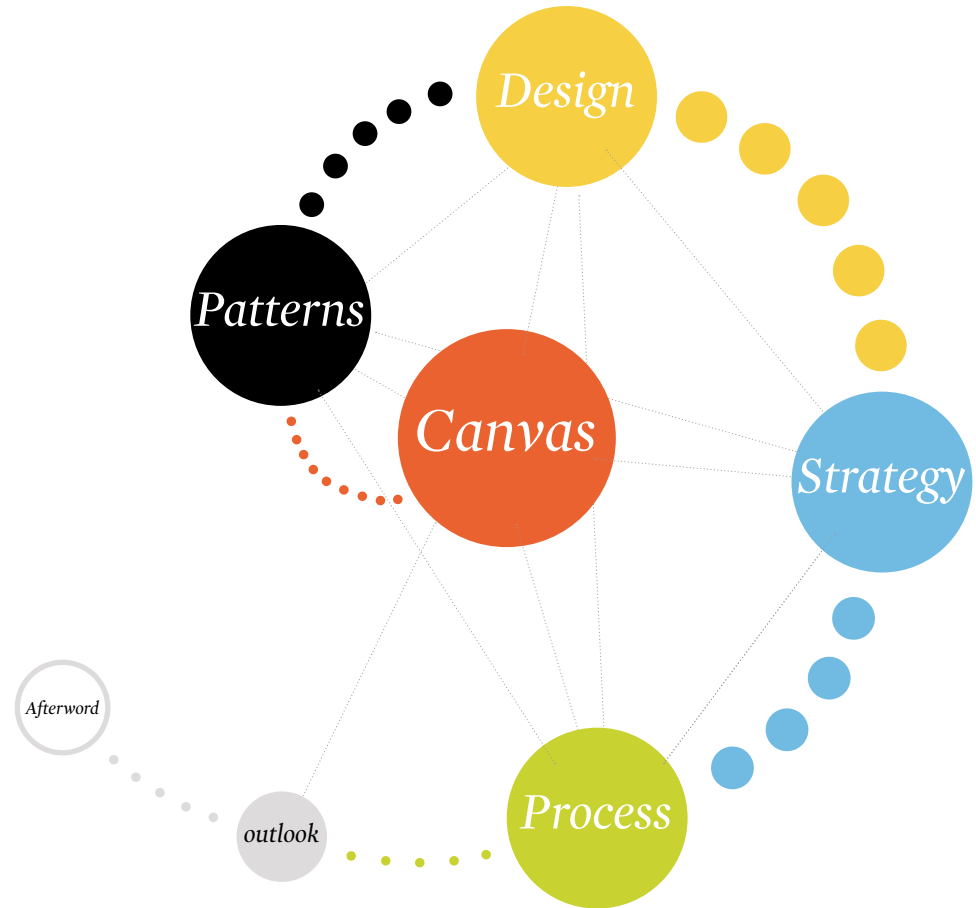 Design
Patterns
Canvas
Strategy
Afterword
Process
outlook